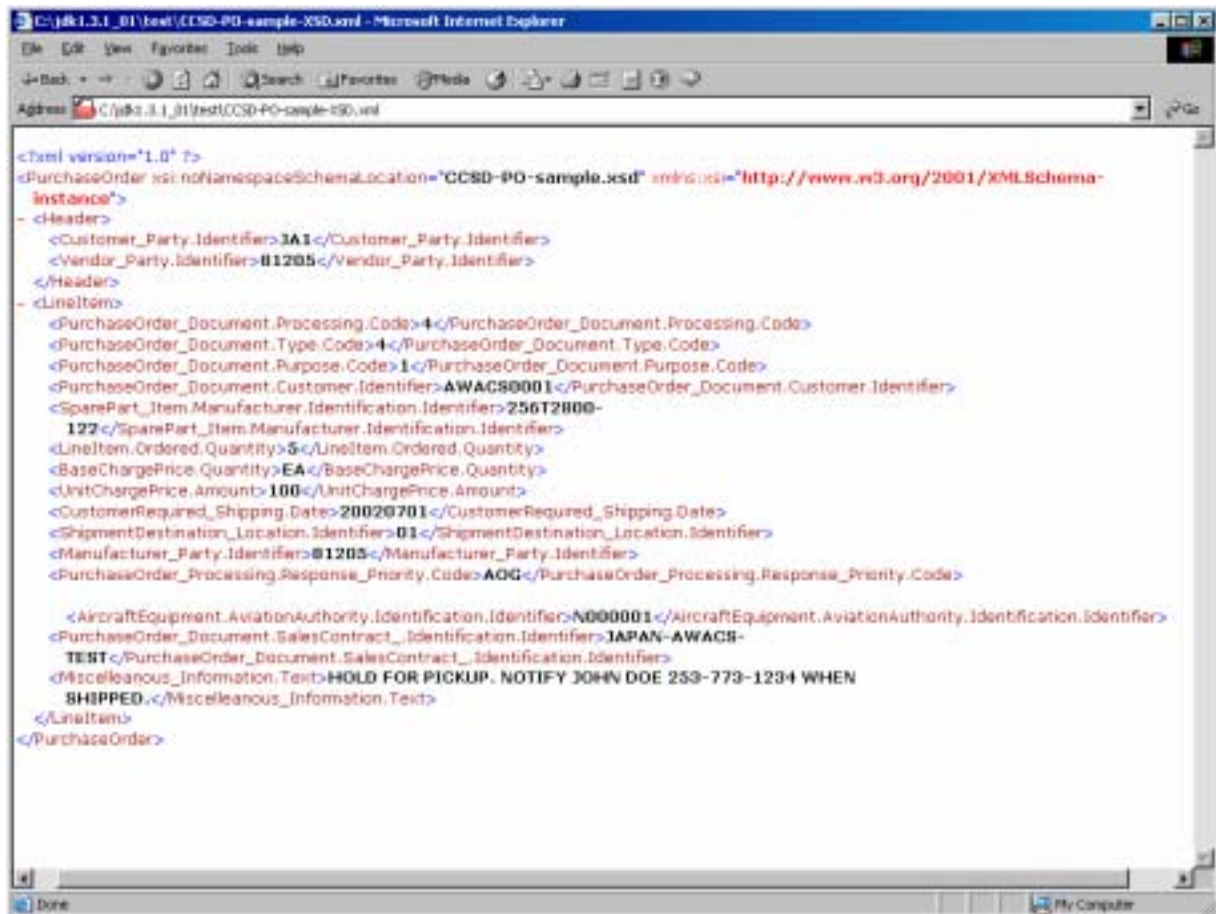 C:\jdk1.3.1_01\test\CCSD-PO-sample-XSD.xml - Microsoft Internet Explorer
File Edit View Favorites Tools Help
Back Search Favorites Media
Address C:\jdk1.3.1_01\test\CCSD-PO-sample-XSD.xml Go
<?xml version="1.0" ?>
<PurchaseOrder xsi:noNamespaceSchemaLocation="CCSD-PO-sample.xsd" xmlns:xsi="http://www.w3.org/2001/XMLSchema-
instance">
- <Header>
<Customer_Party.Identifier>JA1</Customer_Party.Identifier>
<Vendor_Party.Identifier>81205</Vendor_Party.Identifier>
</Header>
- <LineItem>
<PurchaseOrder_Document.Processing.Code>4</PurchaseOrder_Document.Processing.Code>
<PurchaseOrder_Document.Type.Code>4</PurchaseOrder_Document.Type.Code>
<PurchaseOrder_Document.Purpose.Code>1</PurchaseOrder_Document.Purpose.Code>
<PurchaseOrder_Document.Customer.Identifier>AWACS0001</PurchaseOrder_Document.Customer.Identifier>
<SparePart_Item.Manufacturer.Identification.Identifier>256T2800-
122</SparePart_Item.Manufacturer.Identification.Identifier>
<LineItem.Ordered.Quantity>5</LineItem.Ordered.Quantity>
<BaseChargePrice.Quantity>EA</BaseChargePrice.Quantity>
<UnitChargePrice.Amount>100</UnitChargePrice.Amount>
<CustomerRequired_Shipping.Date>20020701</CustomerRequired_Shipping.Date>
<ShipmentDestination_Location.Identifier>01</ShipmentDestination_Location.Identifier>
<Manufacturer_Party.Identifier>81205</Manufacturer_Party.Identifier>
<PurchaseOrder_Processing.Response_Priority.Code>AOG</PurchaseOrder_Processing.Response_Priority.Code>
<AircraftEquipment.AviationAuthority.Identification.Identifier>N000001</AircraftEquipment.AviationAuthority.Identification.Identifier>
<PurchaseOrder_Document.SalesContract_.Identification.Identifier>JAPAN-AWACS-
TEST</PurchaseOrder_Document.SalesContract_.Identification.Identifier>
<Miscelleanous_Information.Text>HOLD FOR PICKUP. NOTIFY JOHN DOE 253-773-1234 WHEN
SHIPPED.</Miscelleanous_Information.Text>
</LineItem>
</PurchaseOrder>
Done My Computer